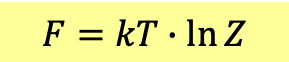 F = kT · ln Z